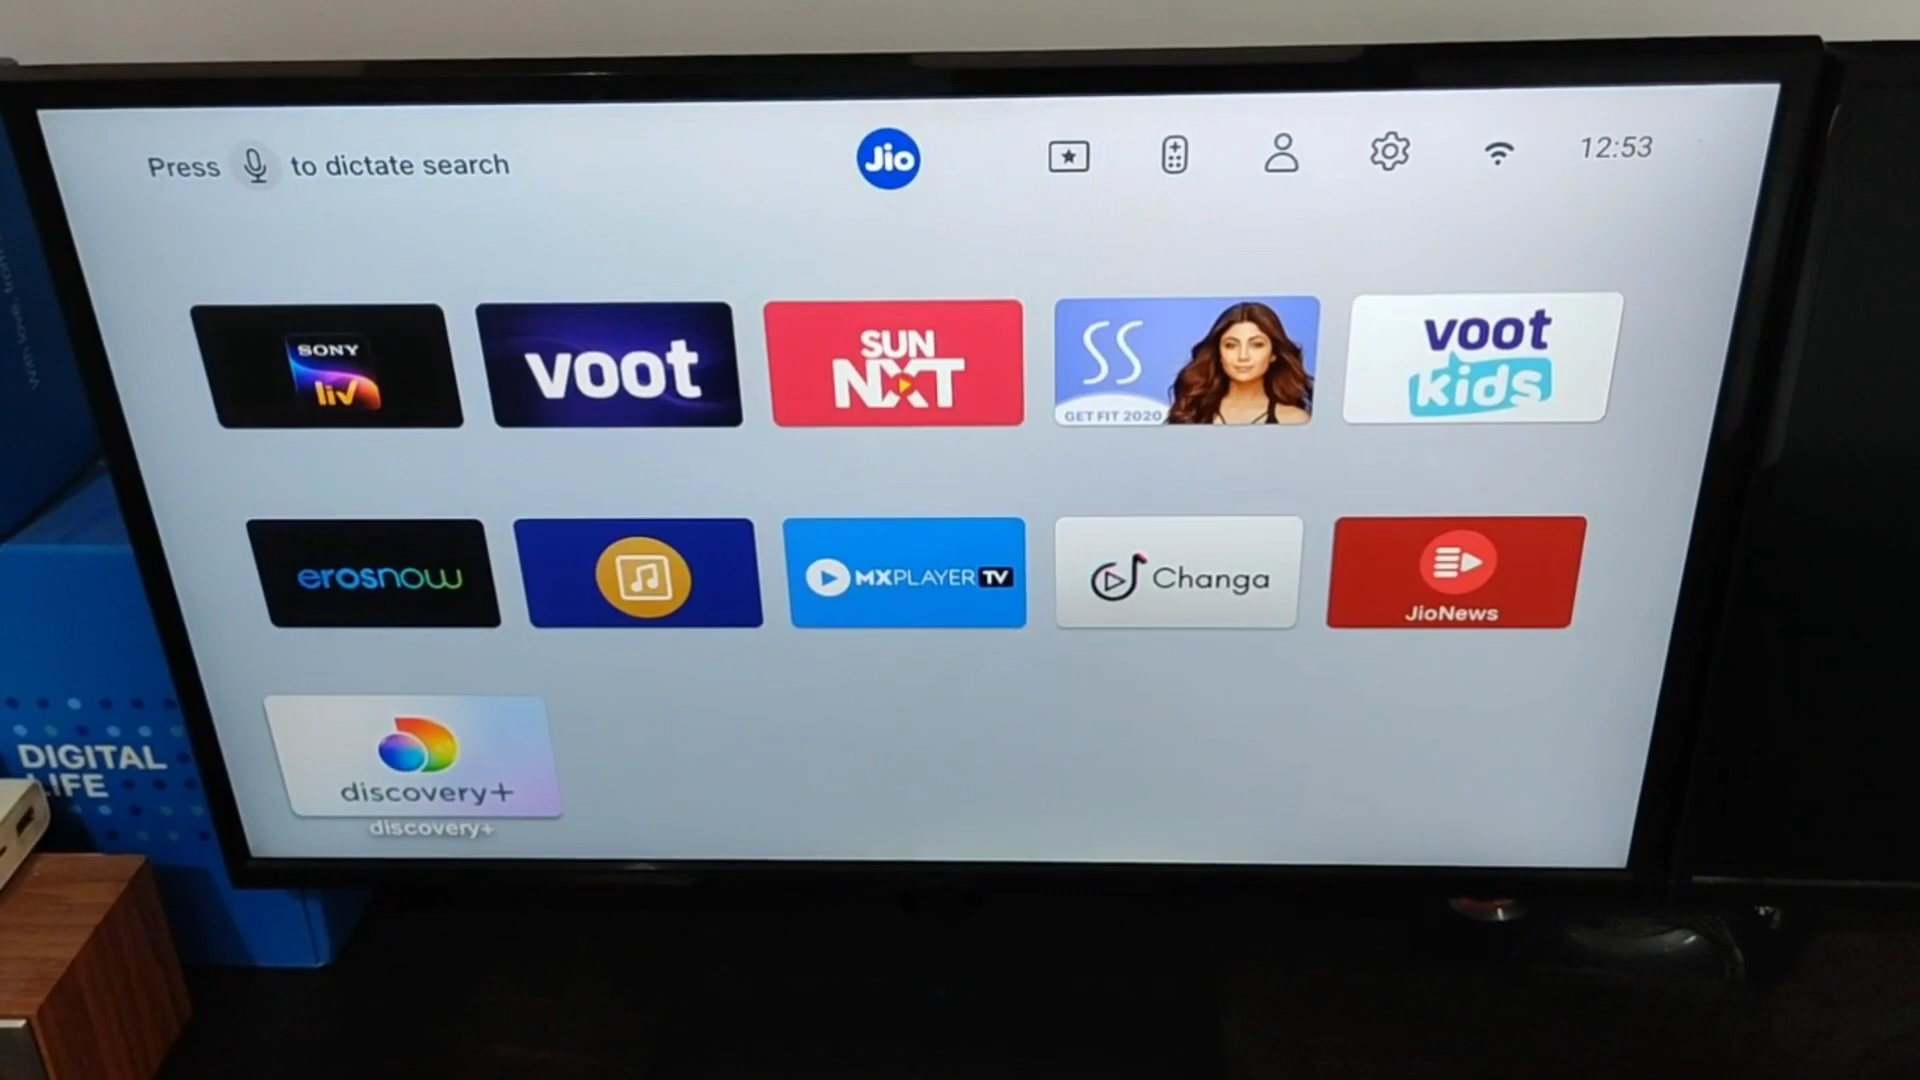 Press to dictate search
Jio
12:53
SONY
liv
voot
SUN
NXT
SS
GET FIT 2020
voot
kids
erosnow
MXPLAYER TV
Changa
JioNews
discovery+
discovery+
DIGITAL
LIFE